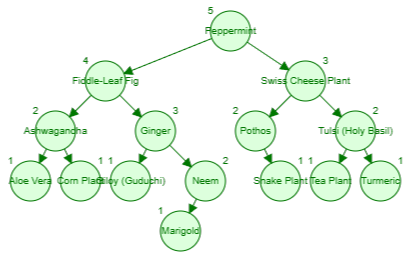 5
Peppermint
4
Fiddle-Leaf Fig
3
Swiss Cheese Plant
2
Ashwagandha
3
Ginger
2
Pothos
2
Tulsi (Holy Basil)
1
Aloe Vera
1
Corn Plant
1
Giloy (Guduchi)
2
Neem
1
Snake Plant
1
Tea Plant
1
Turmeric
1
Marigold